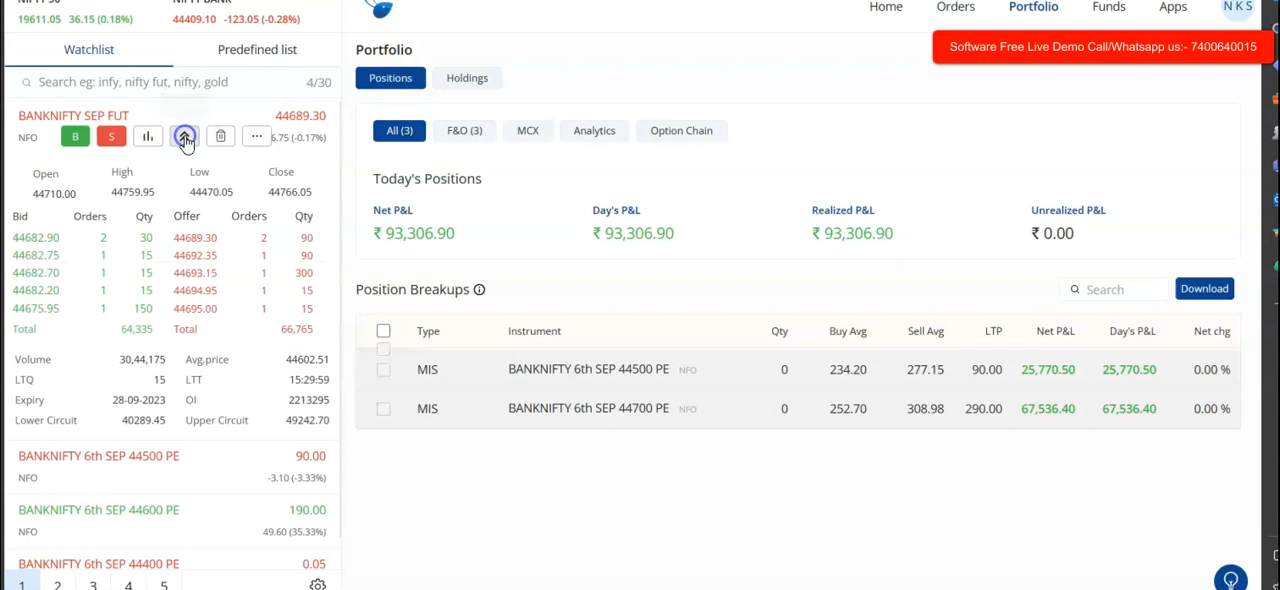 NIFTY 50 NIFTY BANK
19611.05 36.15 (0.18%) 44409.10 -123.05 (-0.28%)
Home Orders Portfolio Funds Apps N K S
Software Free Live Demo Call/Whatsapp us:- 7400640015
Watchlist Predefined list
Portfolio
Positions Holdings
Search eg: infy, nifty fut, nifty, gold 4/30
BANKNIFTY SEP FUT 44689.30
NFO B S 6.75 (-0.17%)
All (3) F&O (3) MCX Analytics Option Chain
Open High Low Close
44710.00 44759.95 44470.05 44766.05
Today's Positions
Net P&L Day's P&L Realized P&L Unrealized P&L
₹ 93,306.90 ₹ 93,306.90 ₹ 93,306.90 ₹ 0.00
Bid Orders Qty Offer Orders Qty
44682.90 2 30 44689.30 2 90
44682.75 1 15 44692.35 1 90
44682.70 1 15 44693.15 1 300
44682.20 1 15 44694.95 1 15
44675.95 1 150 44695.00 1 15
Total 64,335 Total 66,765
Position Breakups Search Download
Type Instrument Qty Buy Avg Sell Avg LTP Net P&L Day's P&L Net chg
MIS BANKNIFTY 6th SEP 44500 PE NFO 0 234.20 277.15 90.00 25,770.50 25,770.50 0.00 %
MIS BANKNIFTY 6th SEP 44700 PE NFO 0 252.70 308.98 290.00 67,536.40 67,536.40 0.00 %
Volume 30,44,175 Avg.price 44602.51
LTQ 15 LTT 15:29:59
Expiry 28-09-2023 OI 2213295
Lower Circuit 40289.45 Upper Circuit 49242.70
BANKNIFTY 6th SEP 44500 PE 90.00
NFO -3.10 (-3.33%)
BANKNIFTY 6th SEP 44600 PE 190.00
NFO 49.60 (35.33%)
BANKNIFTY 6th SEP 44400 PE 0.05
1 2 3 4 5